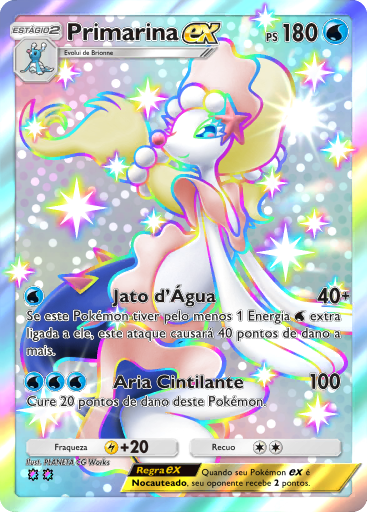 ESTÁGIO 2
Primarina ex
PS 180
Evolui de Brionne
Jato d'Água 40+
Se este Pokémon tiver pelo menos 1 Energia extra
ligada a ele, este ataque causará 40 pontos de dano a
mais.
Aria Cintilante 100
Cure 20 pontos de dano deste Pokémon.
Fraqueza +20
Recuo
Ilust. PLANETA CG Works
Regra ex
Quando seu Pokémon ex é
Nocauteado, seu oponente recebe 2 pontos.